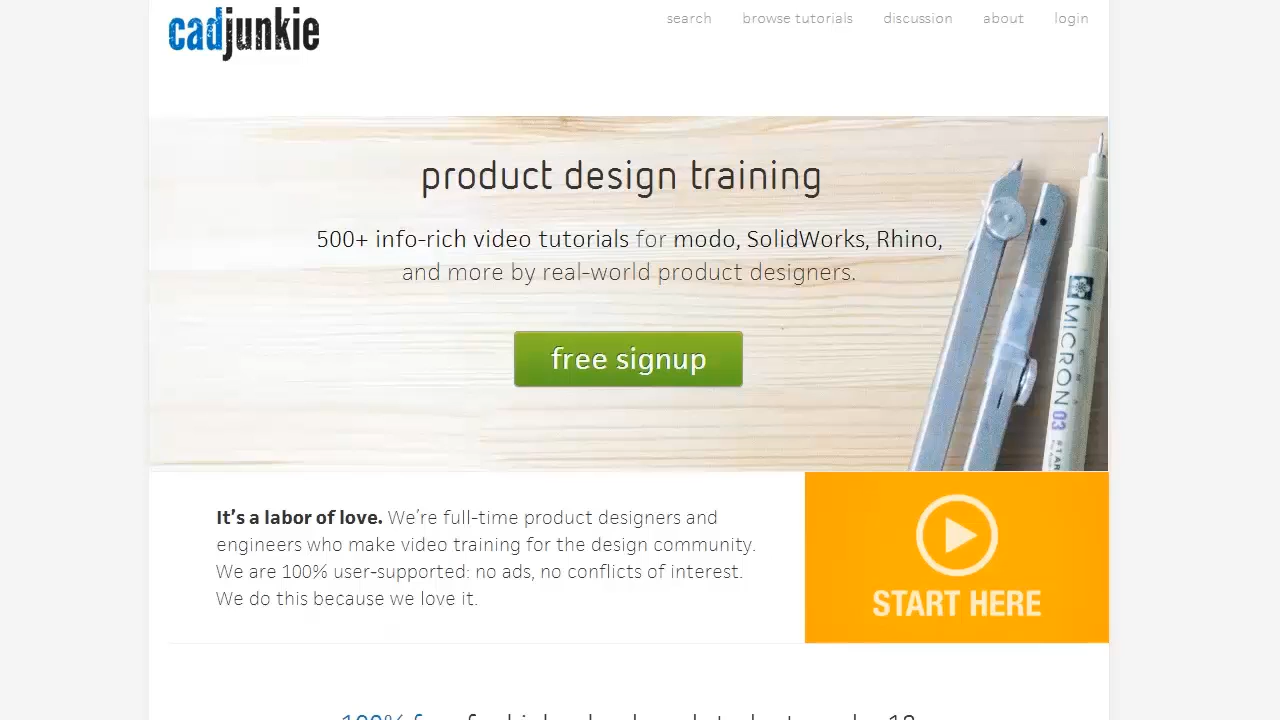 cadjunkie
search browse tutorials discussion about login
product design training
500+ info-rich video tutorials for modo, SolidWorks, Rhino,
and more by real-world product designers.
MICRON 03
free signup
It's a labor of love. We're full-time product designers and
engineers who make video training for the design community.
We are 100% user-supported: no ads, no conflicts of interest.
We do this because we love it.
START HERE